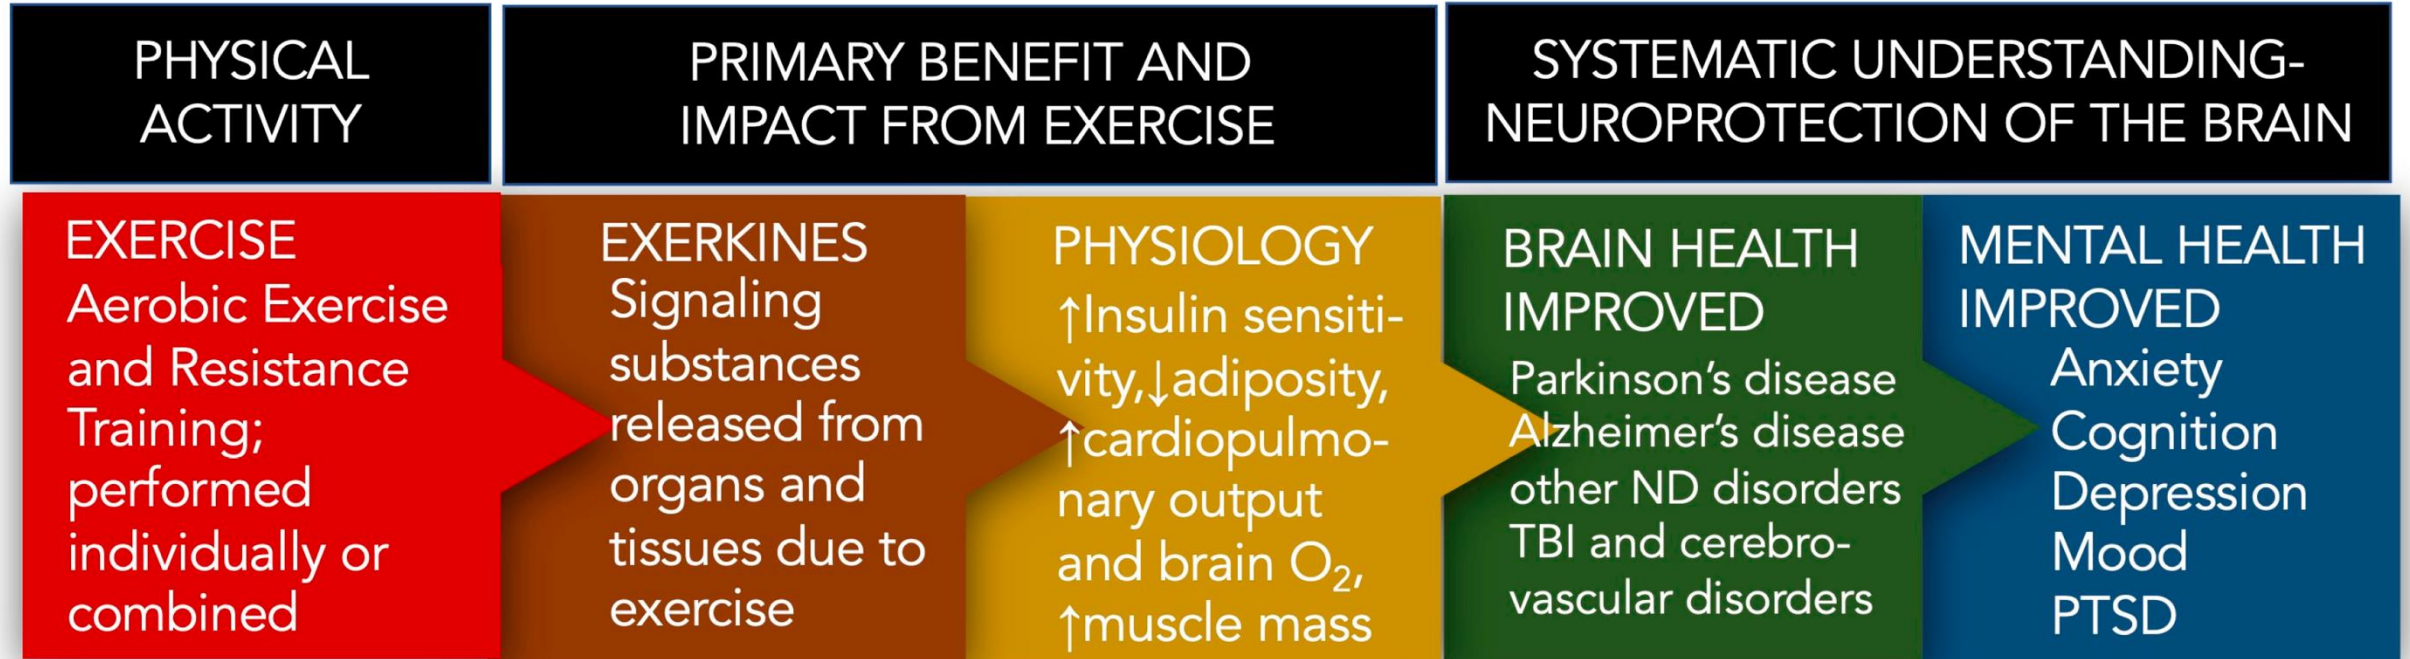 PHYSICAL
ACTIVITY
PRIMARY BENEFIT AND
IMPACT FROM EXERCISE
SYSTEMATIC UNDERSTANDING-
NEUROPROTECTION OF THE BRAIN
EXERCISE
Aerobic Exercise
and Resistance
Training;
performed
individually or
combined
EXERKINES
Signaling
substances
released from
organs and
tissues due to
exercise
PHYSIOLOGY
↑Insulin sensiti-
vity,↓adiposity,
↑cardiopulmo-
nary output
and brain O₂,
↑muscle mass
BRAIN HEALTH
IMPROVED
Parkinson's disease
Alzheimer's disease
other ND disorders
TBI and cerebro-
vascular disorders
MENTAL HEALTH
IMPROVED
Anxiety
Cognition
Depression
Mood
PTSD